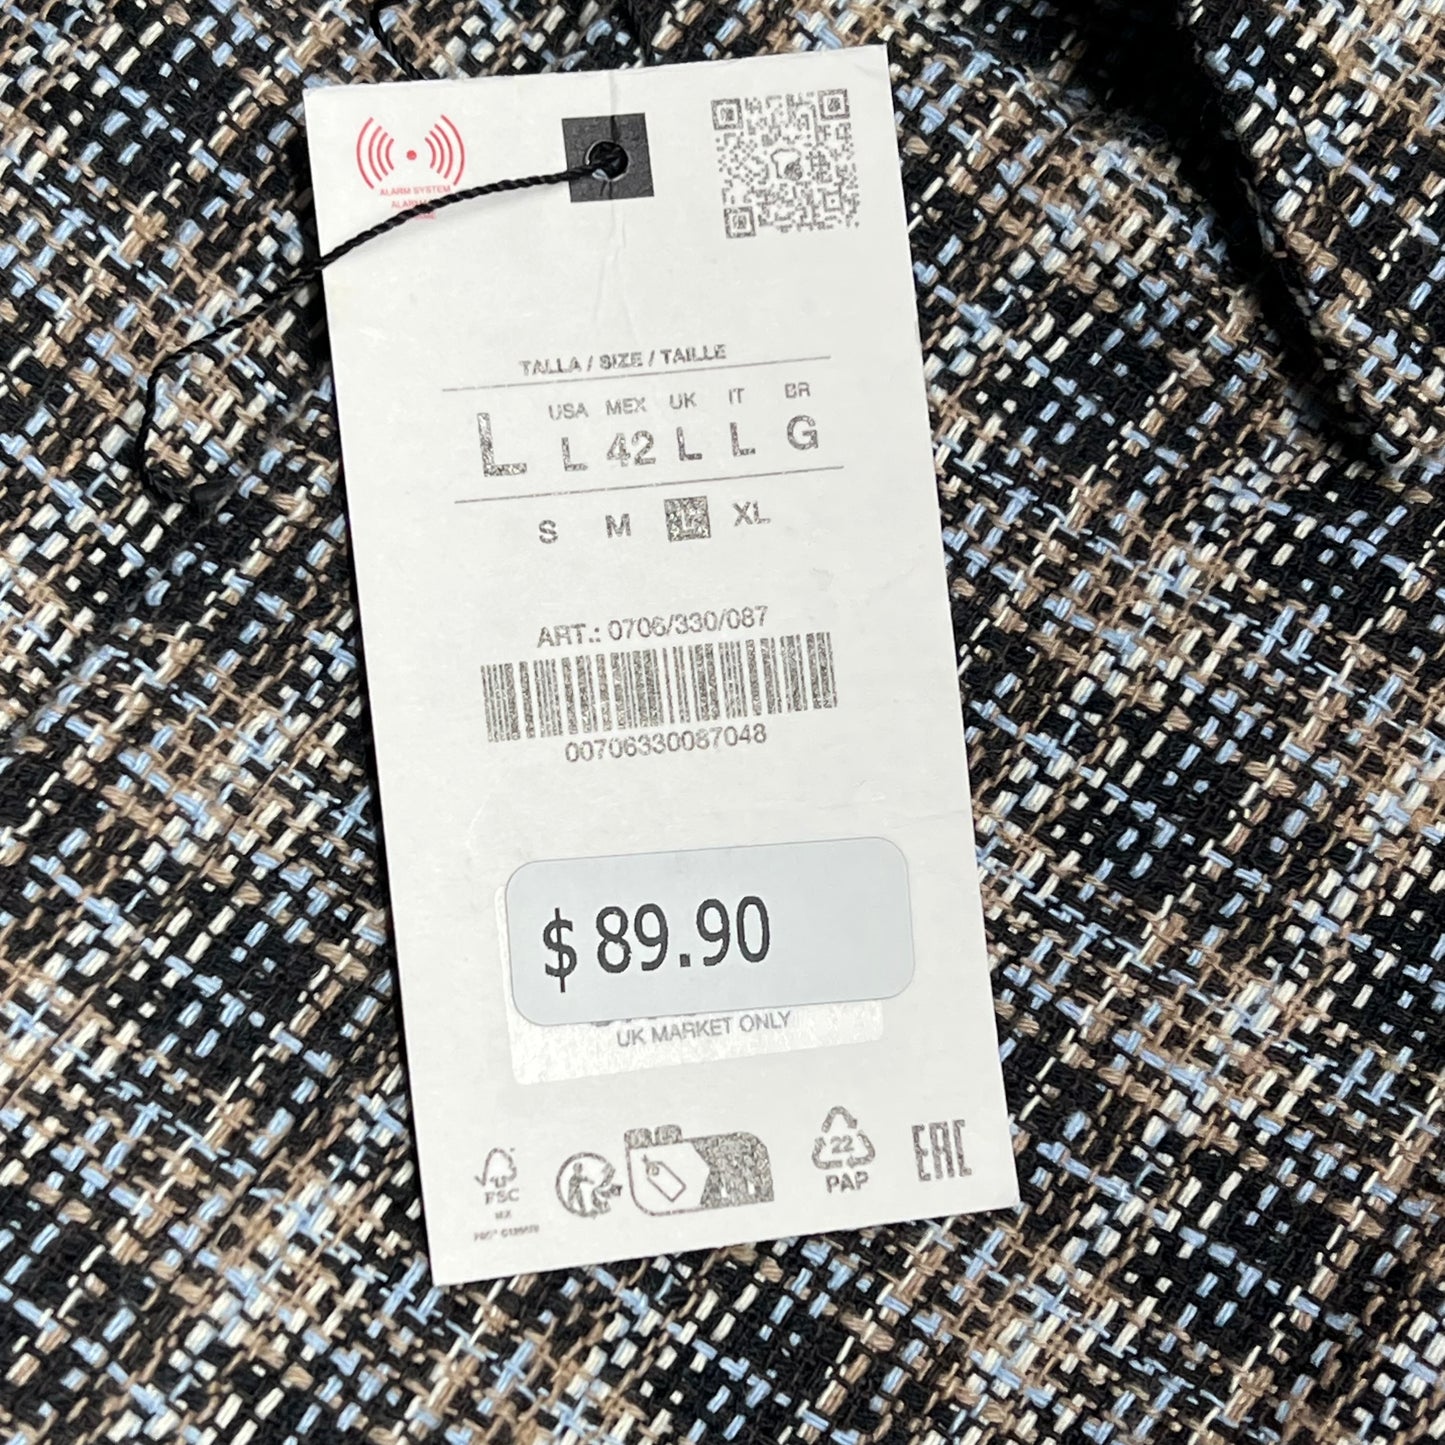 ALARM SYSTEM
TALLA / SIZE / TAILLE
USA MEX UK IT BR
L L 42 L L G
S M L XL
ART.: 0706/330/087
00706330087048
$ 89.90
UK MARKET ONLY
FSC
22
PAP
EAC